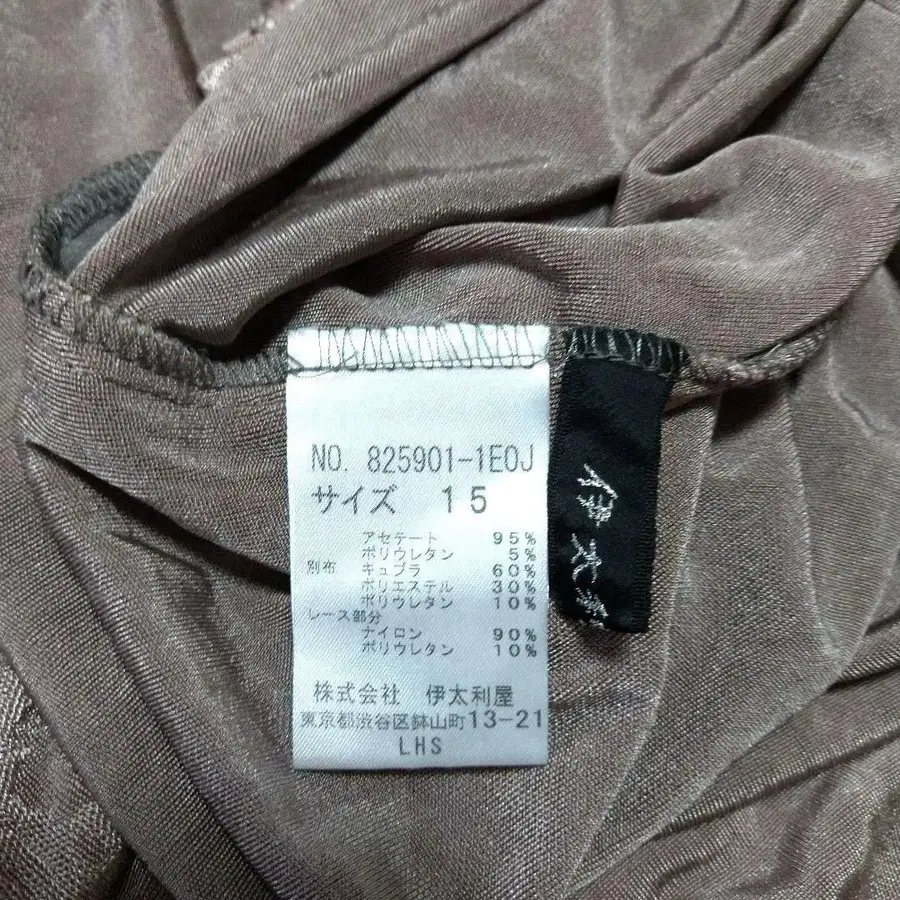 NO. 825901-1E0J
サイズ 15
アセテート 95%
ポリウレタン 5%
別布 キュプラ 60%
ポリエステル 30%
ポリウレタン 10%
レース部分
ナイロン 90%
ポリウレタン 10%
株式会社 伊太利屋
東京都渋谷区鉢山町13-21
LHS
伊太利